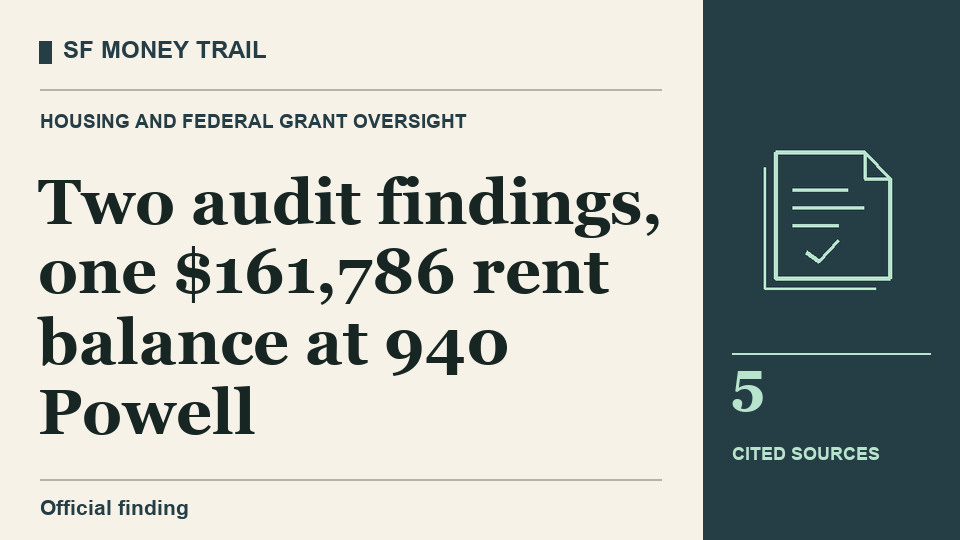 SF MONEY TRAIL
HOUSING AND FEDERAL GRANT OVERSIGHT
Two audit findings,
one $161,786 rent
balance at 940
Powell
Official finding
5
CITED SOURCES